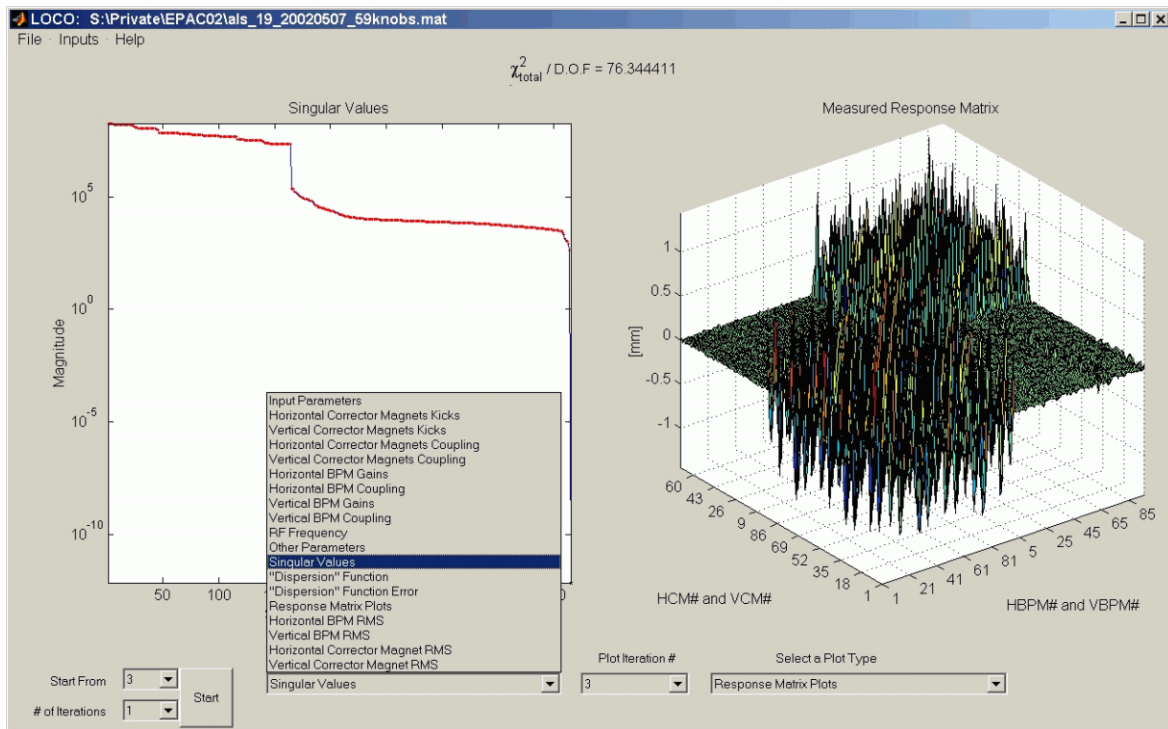 LOCO: S:\Private\EPAC02\als_19_20020507_59knobs.mat
File Inputs Help
χ²total / D.O.F = 76.344411
Singular Values
Measured Response Matrix
Magnitude
10^5
10^0
10^-5
10^-10
50
100
0
Input Parameters
Horizontal Corrector Magnets Kicks
Vertical Corrector Magnets Kicks
Horizontal Corrector Magnets Coupling
Vertical Corrector Magnets Coupling
Horizontal BPM Gains
Horizontal BPM Coupling
Vertical BPM Gains
Vertical BPM Coupling
RF Frequency
Other Parameters
Singular Values
"Dispersion" Function
"Dispersion" Function Error
Response Matrix Plots
Horizontal BPM RMS
Vertical BPM RMS
Horizontal Corrector Magnet RMS
Vertical Corrector Magnet RMS
[mm]
1
0.5
0
-0.5
-1
60 43 26 9 86 69 52 35 18 1
1 21 41 61 81 5 25 45 65 85
HCM# and VCM#
HBPM# and VBPM#
Start From 3
# of Iterations 1
Start
Singular Values
Plot Iteration #
3
Select a Plot Type
Response Matrix Plots